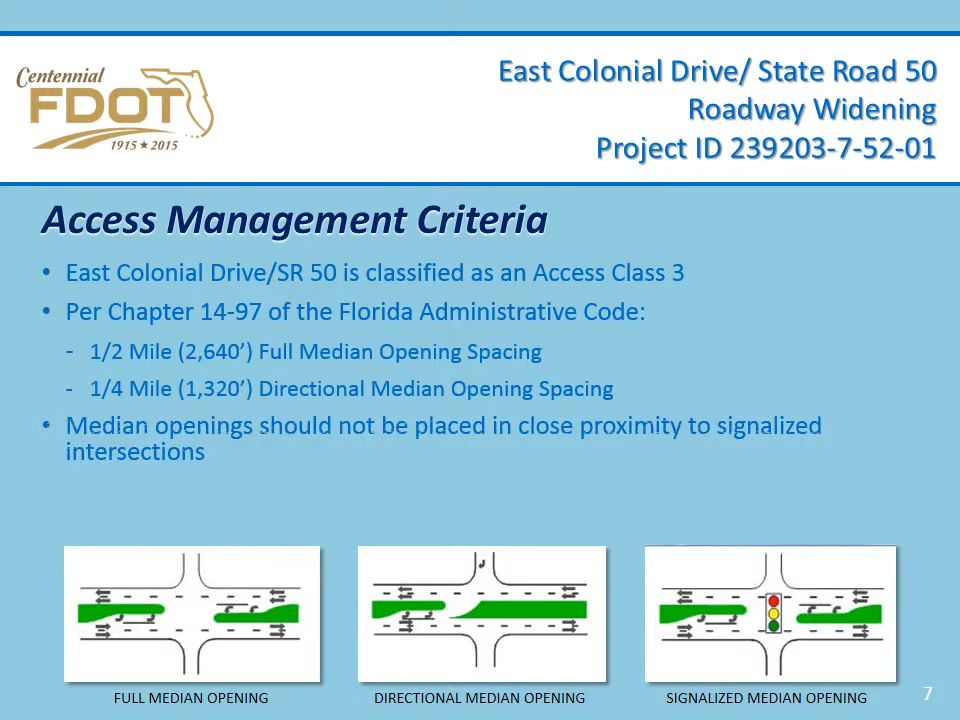 Centennial
FDOT
1915★2015
East Colonial Drive/ State Road 50
Roadway Widening
Project ID 239203-7-52-01
Access Management Criteria
• East Colonial Drive/SR 50 is classified as an Access Class 3
• Per Chapter 14-97 of the Florida Administrative Code:
- 1/2 Mile (2,640’) Full Median Opening Spacing
- 1/4 Mile (1,320’) Directional Median Opening Spacing
• Median openings should not be placed in close proximity to signalized
intersections
FULL MEDIAN OPENING
DIRECTIONAL MEDIAN OPENING
SIGNALIZED MEDIAN OPENING
7